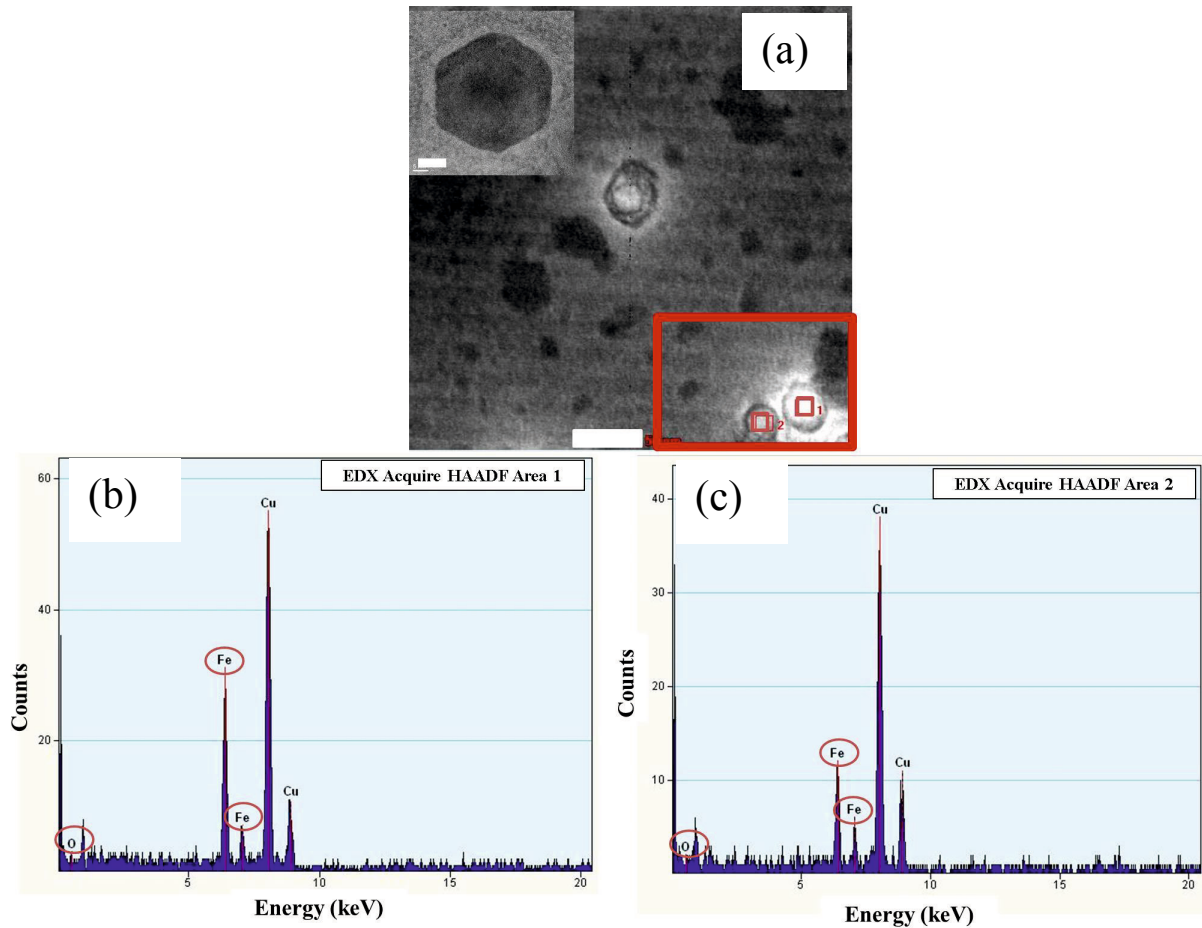 (a)
1
2
(b)
EDX Acquire HAADF Area 1
60
40
20
Counts
Cu
Fe
Fe
Cu
O
5
10
15
20
Energy (keV)
(c)
EDX Acquire HAADF Area 2
40
30
20
10
Counts
Cu
Fe
Fe
Cu
O
5
10
15
20
Energy (keV)